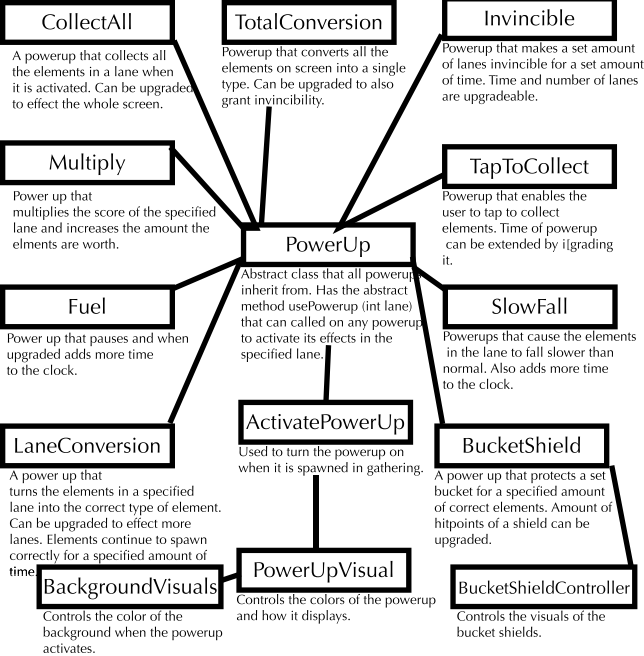 CollectAll
A powerup that collects all
the elements in a lane when
it is activated. Can be upgraded
to effect the whole screen.
TotalConversion
Powerup that converts all the
elements on screen into a single
type. Can be upgraded to also
grant invincibility.
Invincible
Powerup that makes a set amount
of lanes invincible for a set amount
of time. Time and number of lanes
are upgradeable.
Multiply
Power up that
multiplies the score of the specified
lane and increases the amount the
elments are worth.
TapToCollect
Powerup that enables the
user to tap to collect
elements. Time of powerup
can be extended by i[grading
it.
PowerUp
Abstract class that all powerup
inherit from. Has the abstract
method usePowerup (int lane)
that can called on any powerup
to activate its effects in the
specified lane.
Fuel
Power up that pauses and when
upgraded adds more time
to the clock.
SlowFall
Powerups that cause the elements
in the lane to fall slower than
normal. Also adds more time
to the clock.
LaneConversion
A power up that
turns the elements in a specified
lane into the correct type of element.
Can be upgraded to effect more
lanes. Elements continue to spawn
correctly for a specified amount of
time.
ActivatePowerUp
Used to turn the powerup on
when it is spawned in gathering.
BucketShield
A power up that protects a set
bucket for a specified amount
of correct elements. Amount of
hitpoints of a shield can be
upgraded.
BackgroundVisuals
Controls the color of the
background when the powerup
activates.
PowerUpVisual
Controls the colors of the powerup
and how it displays.
BucketShieldController
Controls the visuals of the
bucket shields.